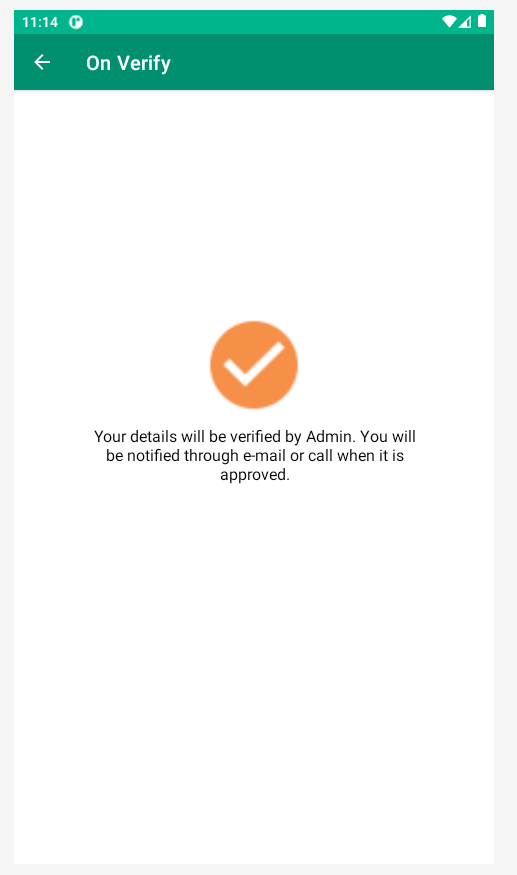 11:14
On Verify
Your details will be verified by Admin. You will
be notified through e-mail or call when it is
approved.